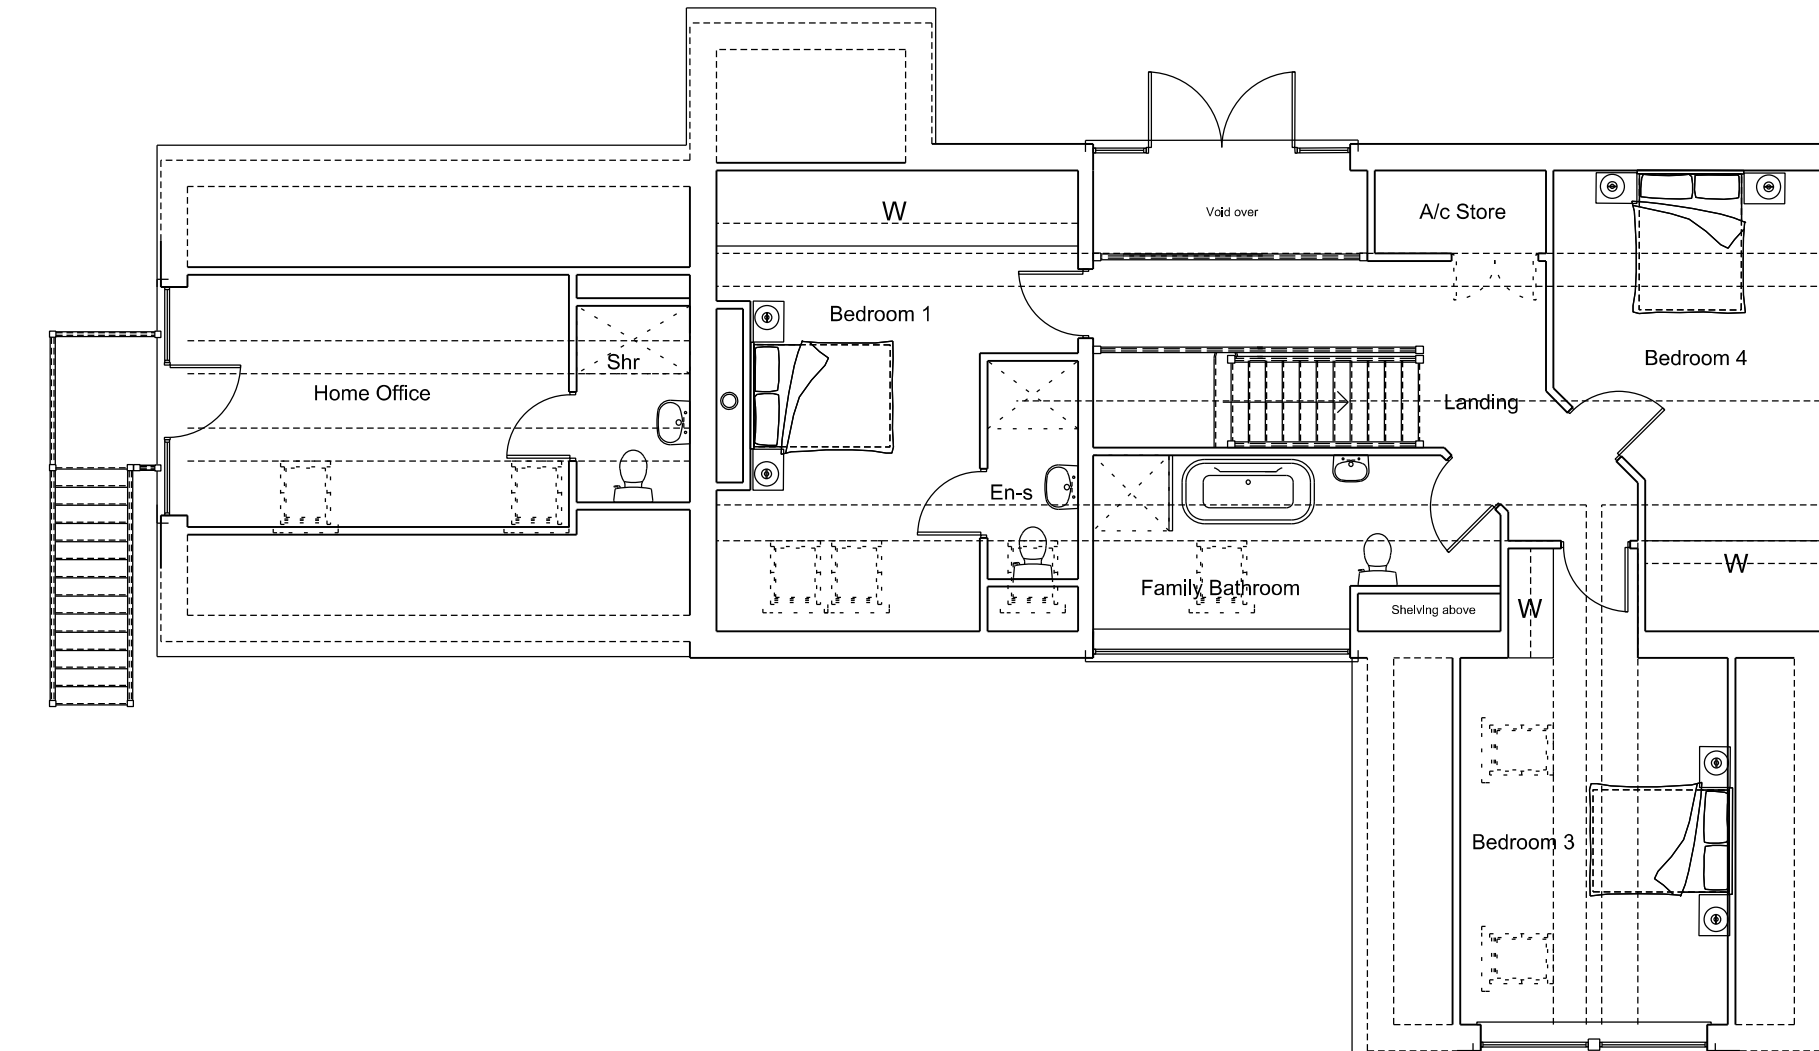 W
Void over
A/c Store
Bedroom 1
Bedroom 4
Shr
Home Office
Landing
En-s
Family Bathroom
Shelving above
W
W
Bedroom 3